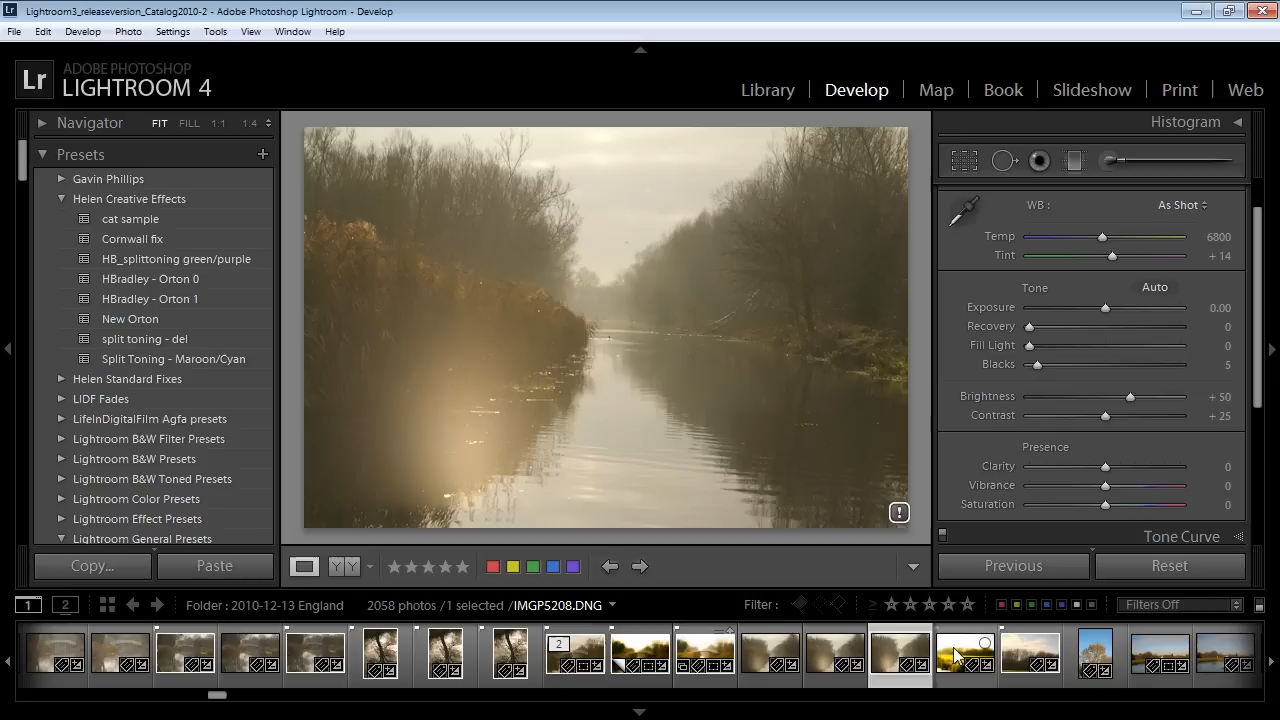 Lightroom3_releaseversion_Catalog2010-2 - Adobe Photoshop Lightroom - Develop
File Edit Develop Photo Settings Tools View Window Help
Lr
ADOBE PHOTOSHOP
LIGHTROOM 4
Library | Develop | Map | Book | Slideshow | Print | Web
Navigator FIT FILL 1:1 1:4
Histogram
Presets +
Gavin Phillips
Helen Creative Effects
cat sample
Cornwall fix
HB_splittoning green/purple
HBradley - Orton 0
HBradley - Orton 1
New Orton
split toning - del
Split Toning - Maroon/Cyan
Helen Standard Fixes
LIDF Fades
LifeInDigitalFilm Agfa presets
Lightroom B&W Filter Presets
Lightroom B&W Presets
Lightroom B&W Toned Presets
Lightroom Color Presets
Lightroom Effect Presets
Lightroom General Presets
WB : As Shot
Temp 6800
Tint + 14
Tone Auto
Exposure 0.00
Recovery 0
Fill Light 0
Blacks 5
Brightness + 50
Contrast + 25
Presence
Clarity 0
Vibrance 0
Saturation 0
Tone Curve
!
Copy... Paste
YY
Previous Reset
1 2 Folder : 2010-12-13 England 2058 photos /1 selected /IMGP5208.DNG Filter : ≥ Filters Off
2